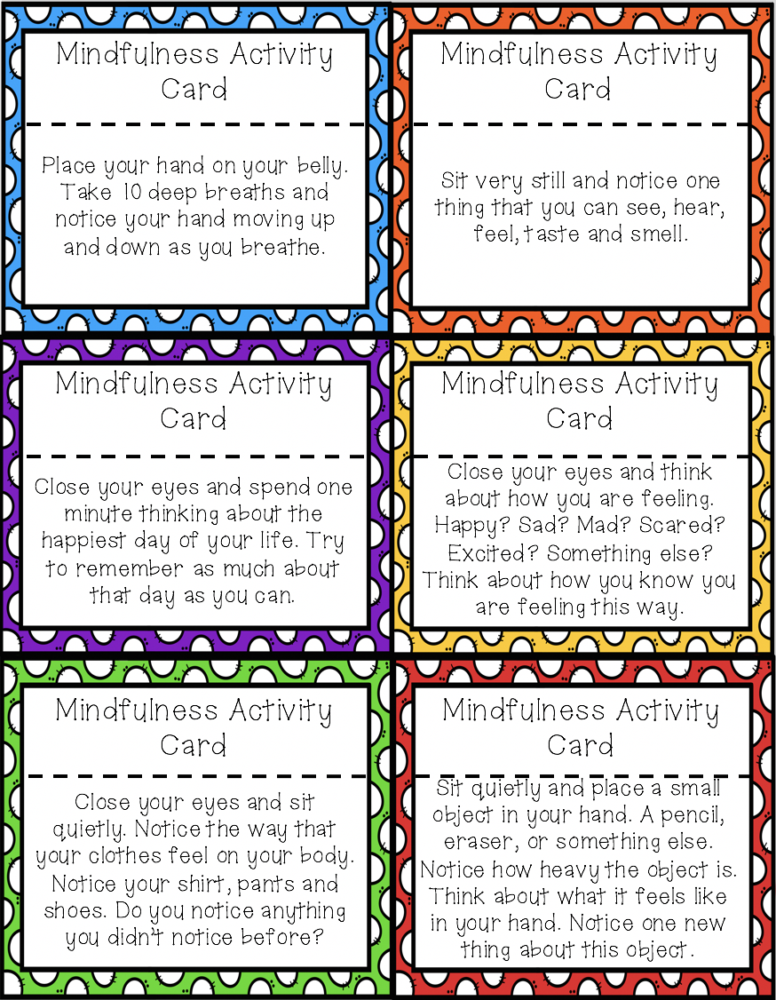 Mindfulness Activity
Card
Place your hand on your belly.
Take 10 deep breaths and
notice your hand moving up
and down as you breathe.
Mindfulness Activity
Card
Sit very still and notice one
thing that you can see, hear,
feel, taste and smell.
Mindfulness Activity
Card
Close your eyes and spend one
minute thinking about the
happiest day of your life. Try
to remember as much about
that day as you can.
Mindfulness Activity
Card
Close your eyes and think
about how you are feeling.
Happy? Sad? Mad? Scared?
Excited? Something else?
Think about how you know you
are feeling this way.
Mindfulness Activity
Card
Close your eyes and sit
quietly. Notice the way that
your clothes feel on your body.
Notice your shirt, pants and
shoes. Do you notice anything
you didn't notice before?
Mindfulness Activity
Card
Sit quietly and place a small
object in your hand. A pencil,
eraser, or something else.
Notice how heavy the object is.
Think about what it feels like
in your hand. Notice one new
thing about this object.